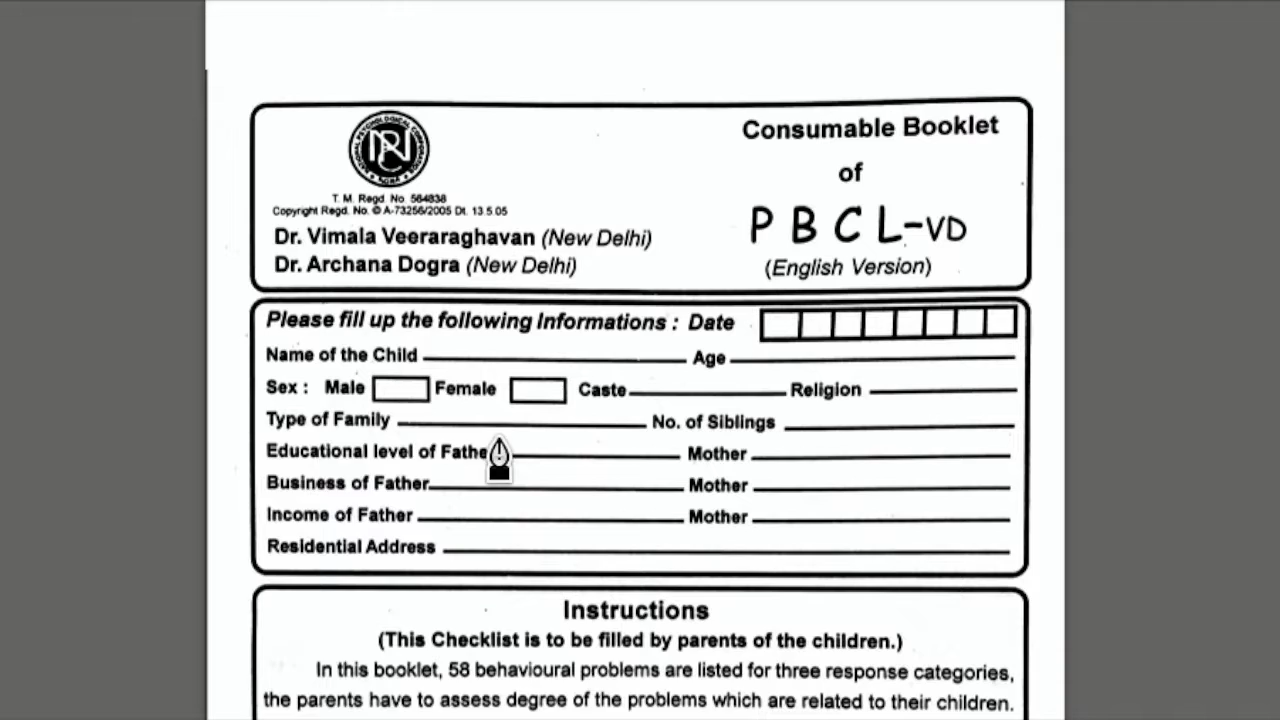 NATIONAL PSYCHOLOGICAL CORPORATION
NPC
AGRA
T. M. Regd. No. 564838
Copyright Regd. No. © A-73256/2005 Dt. 13.5.05
Dr. Vimala Veeraraghavan (New Delhi)
Dr. Archana Dogra (New Delhi)
Consumable Booklet
of
P B C L-VD
(English Version)
Please fill up the following Informations : Date
Name of the Child Age
Sex : Male Female Caste Religion
Type of Family No. of Siblings
Educational level of Fathe Mother
Business of Father Mother
Income of Father Mother
Residential Address
Instructions
(This Checklist is to be filled by parents of the children.)
In this booklet, 58 behavioural problems are listed for three response categories,
the parents have to assess degree of the problems which are related to their children.